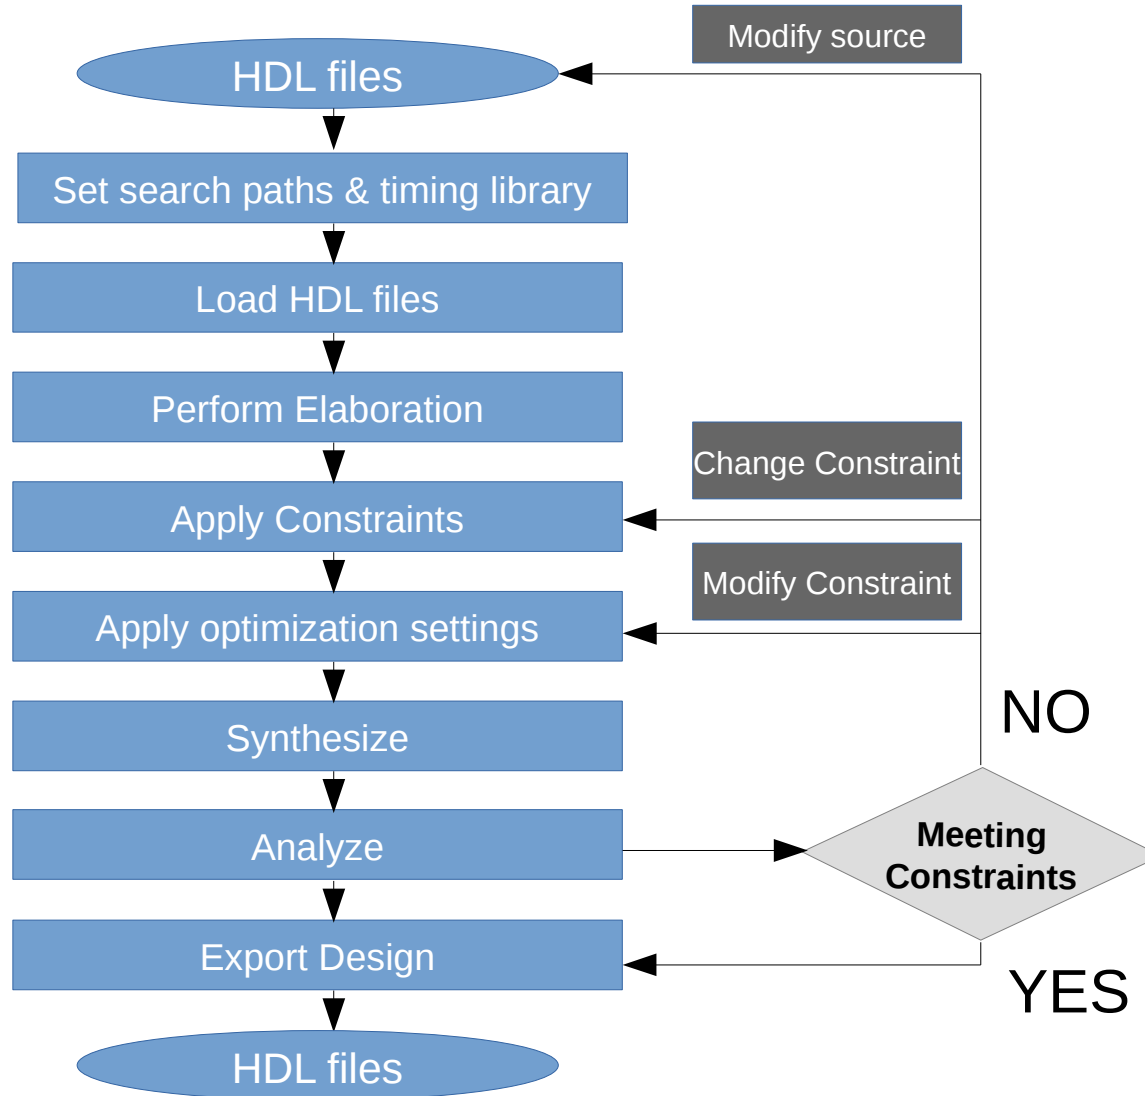 Modify source
HDL files
Set search paths & timing library
Load HDL files
Perform Elaboration
Change Constraint
Apply Constraints
Modify Constraint
Apply optimization settings
NO
Synthesize
Meeting
Constraints
Analyze
Export Design
YES
HDL files